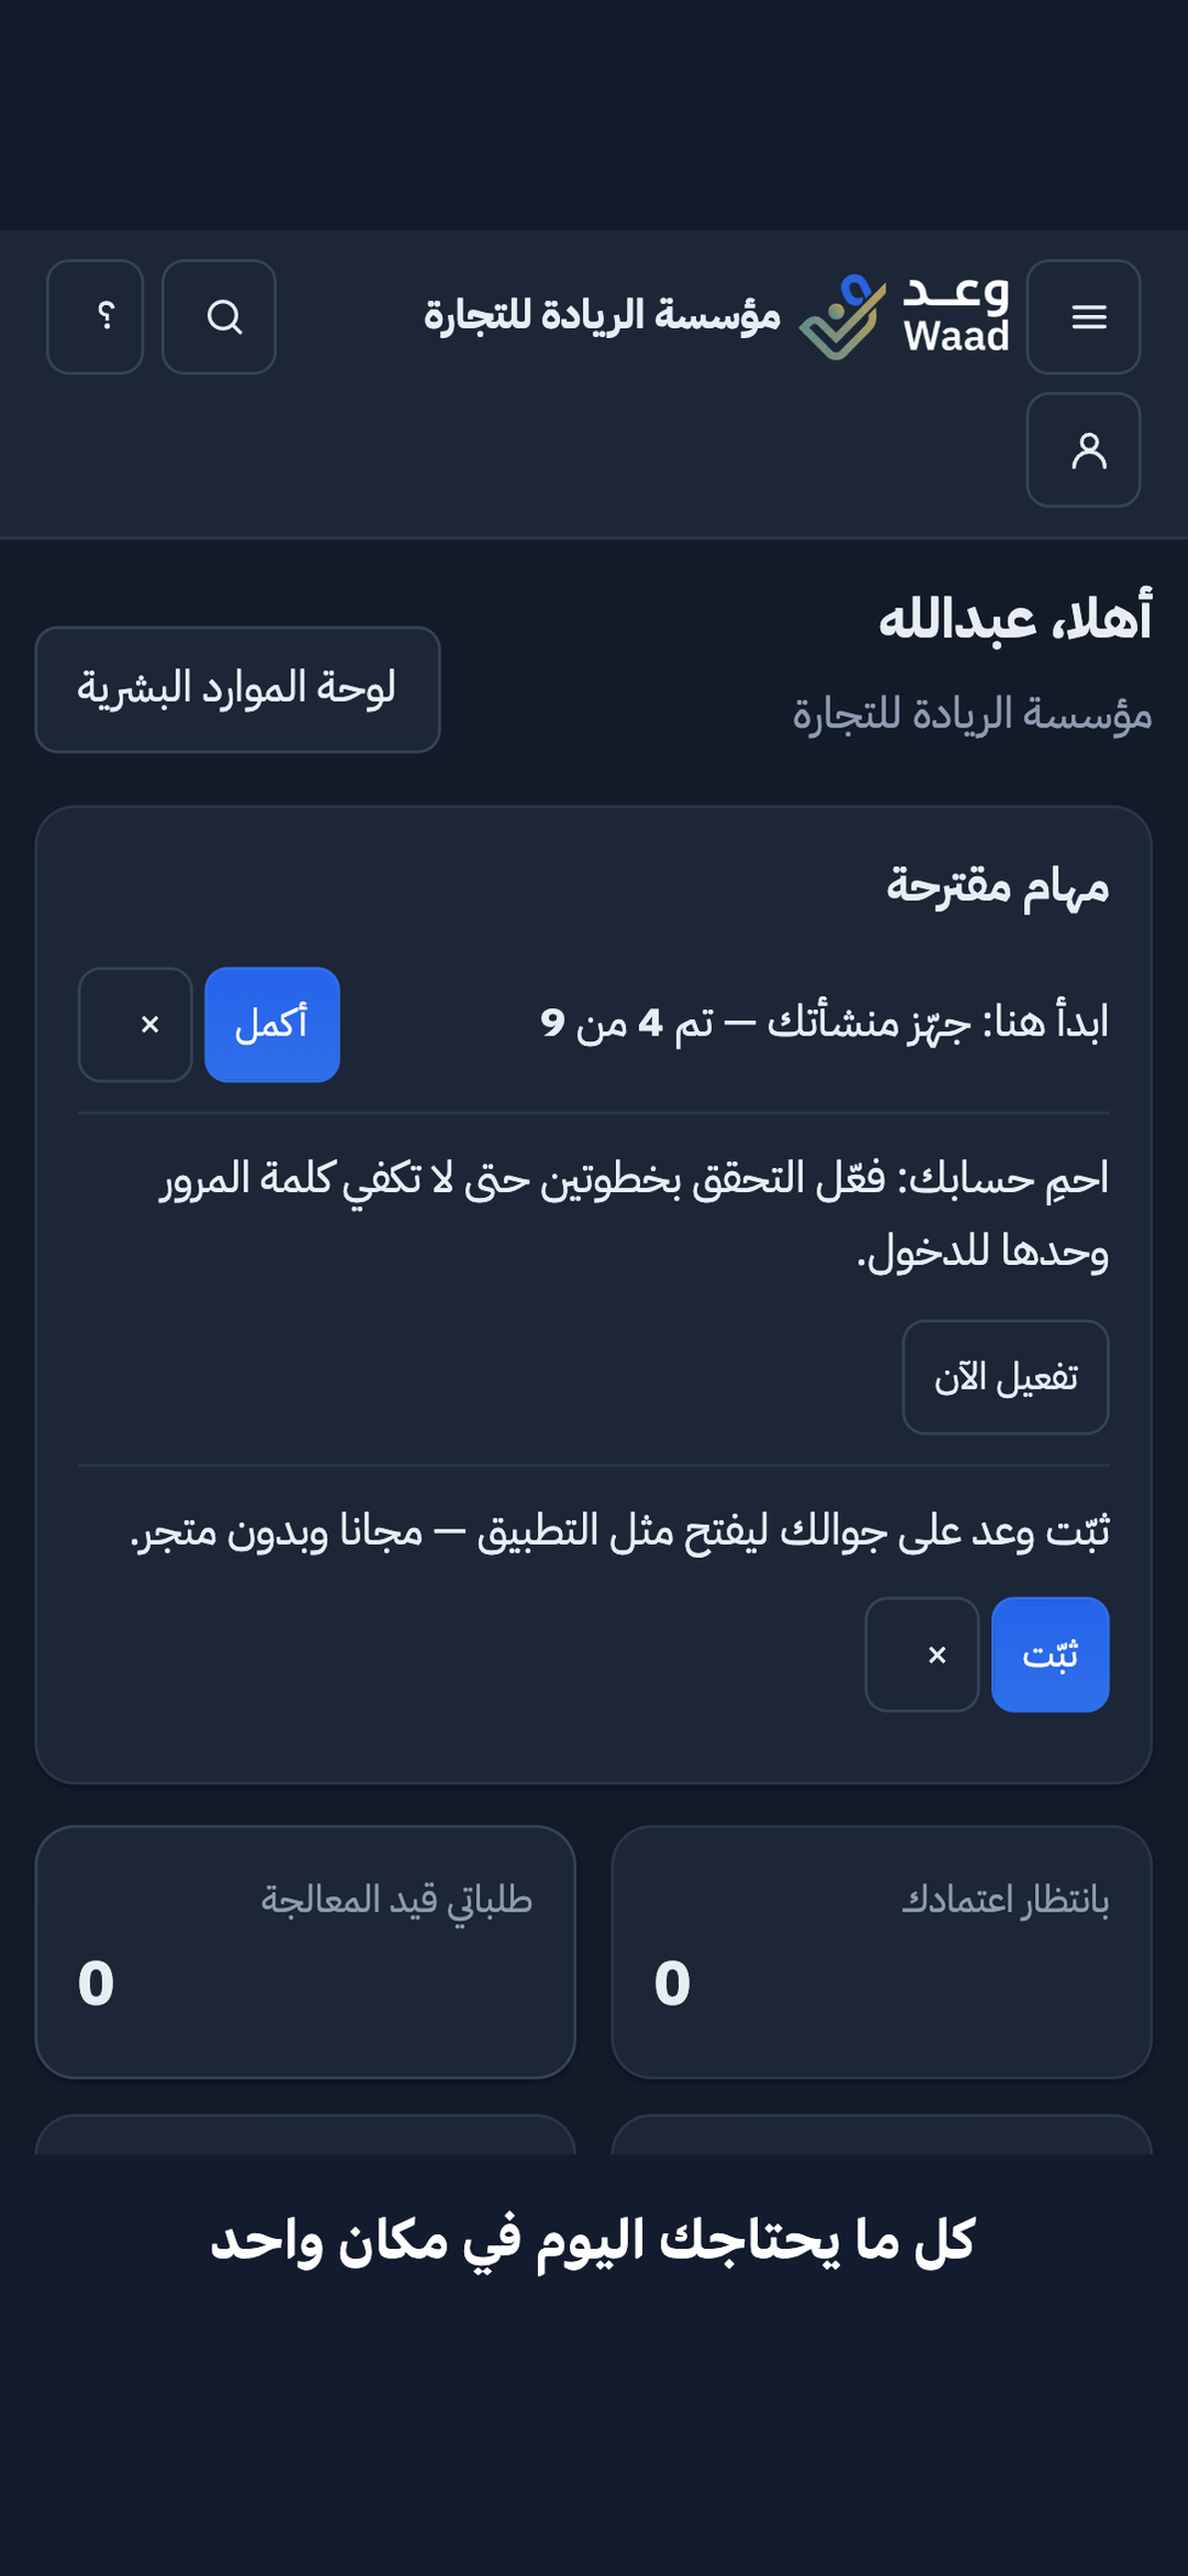 وعد
Waad
مؤسسة الريادة للتجارة
؟
أهلا، عبدالله
مؤسسة الريادة للتجارة
لوحة الموارد البشرية
مهام مقترحة
ابدأ هنا: جهّز منشأتك — تم 4 من 9
أكمل
×
احمِ حسابك: فعّل التحقق بخطوتين حتى لا تكفي كلمة المرور
وحدها للدخول.
تفعيل الآن
ثبّت وعد على جوالك ليفتح مثل التطبيق — مجانا وبدون متجر.
ثبّت
×
بانتظار اعتمادك
0
طلباتي قيد المعالجة
0
كل ما يحتاجك اليوم في مكان واحد